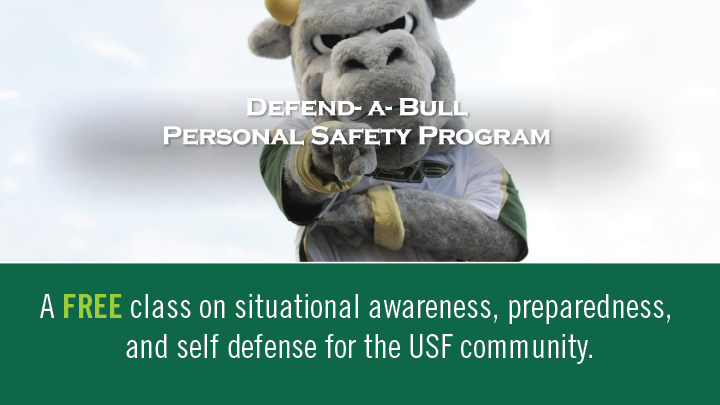 Defend- a- Bull
Personal Safety Program
A FREE class on situational awareness, preparedness,
and self defense for the USF community.